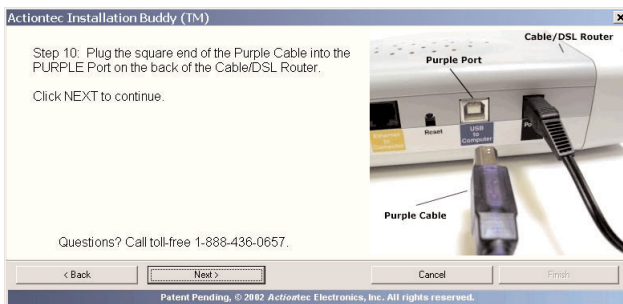 Actiontec Installation Buddy (TM)
Step 10: Plug the square end of the Purple Cable into the
PURPLE Port on the back of the Cable/DSL Router.
Click NEXT to continue.
Questions? Call toll-free 1-888-436-0657.
Cable/DSL Router
Purple Port
Reset
USB
to
Computer
Ethernet
to
Computer
Purple Cable
< Back
Next >
Cancel
Finish
Patent Pending, © 2002 Actiontec Electronics, Inc. All rights reserved.